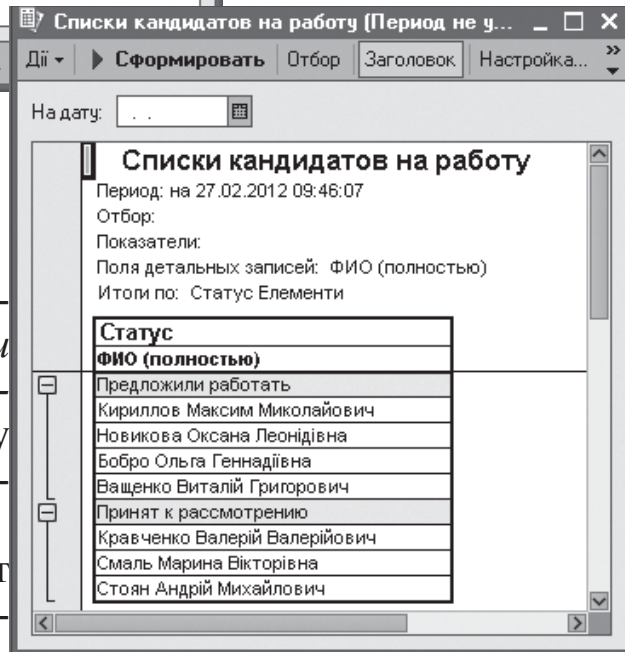 Списки кандидатов на работу (Период не у...
Дії Сформировать Отбор Заголовок Настройка...
На дату: . .
Списки кандидатов на работу
Период: на 27.02.2012 09:46:07
Отбор:
Показатели:
Поля детальных записей: ФИО (полностью)
Итоги по: Статус Елементи
Статус
ФИО (полностью)
Предложили работать
Кириллов Максим Миколайович
Новикова Оксана Леонідівна
Бобро Ольга Геннадіївна
Ващенко Виталій Григорович
Принят к рассмотрению
Кравченко Валерій Валерійович
Смаль Марина Вікторівна
Стоян Андрій Михайлович